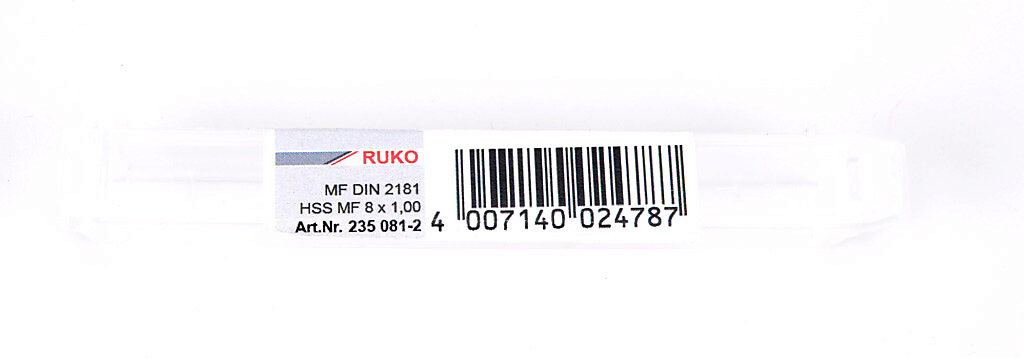 RUKO
MF DIN 2181
HSS MF 8 x 1,00
Art.Nr. 235 081-2
4 007140 024787